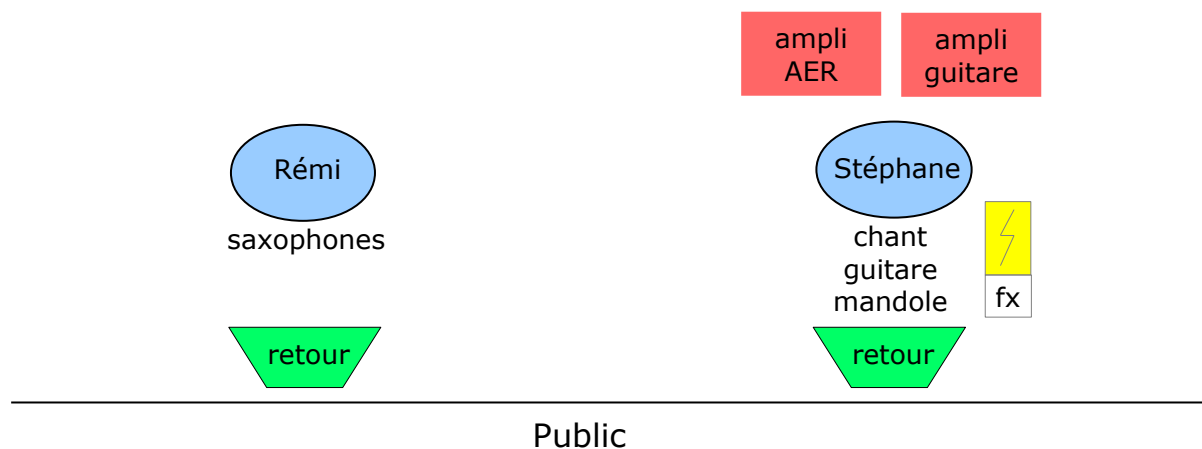 ampli
AER
ampli
guitare
Rémi
saxophones
Stéphane
chant
guitare
mandole
fx
retour
retour
Public